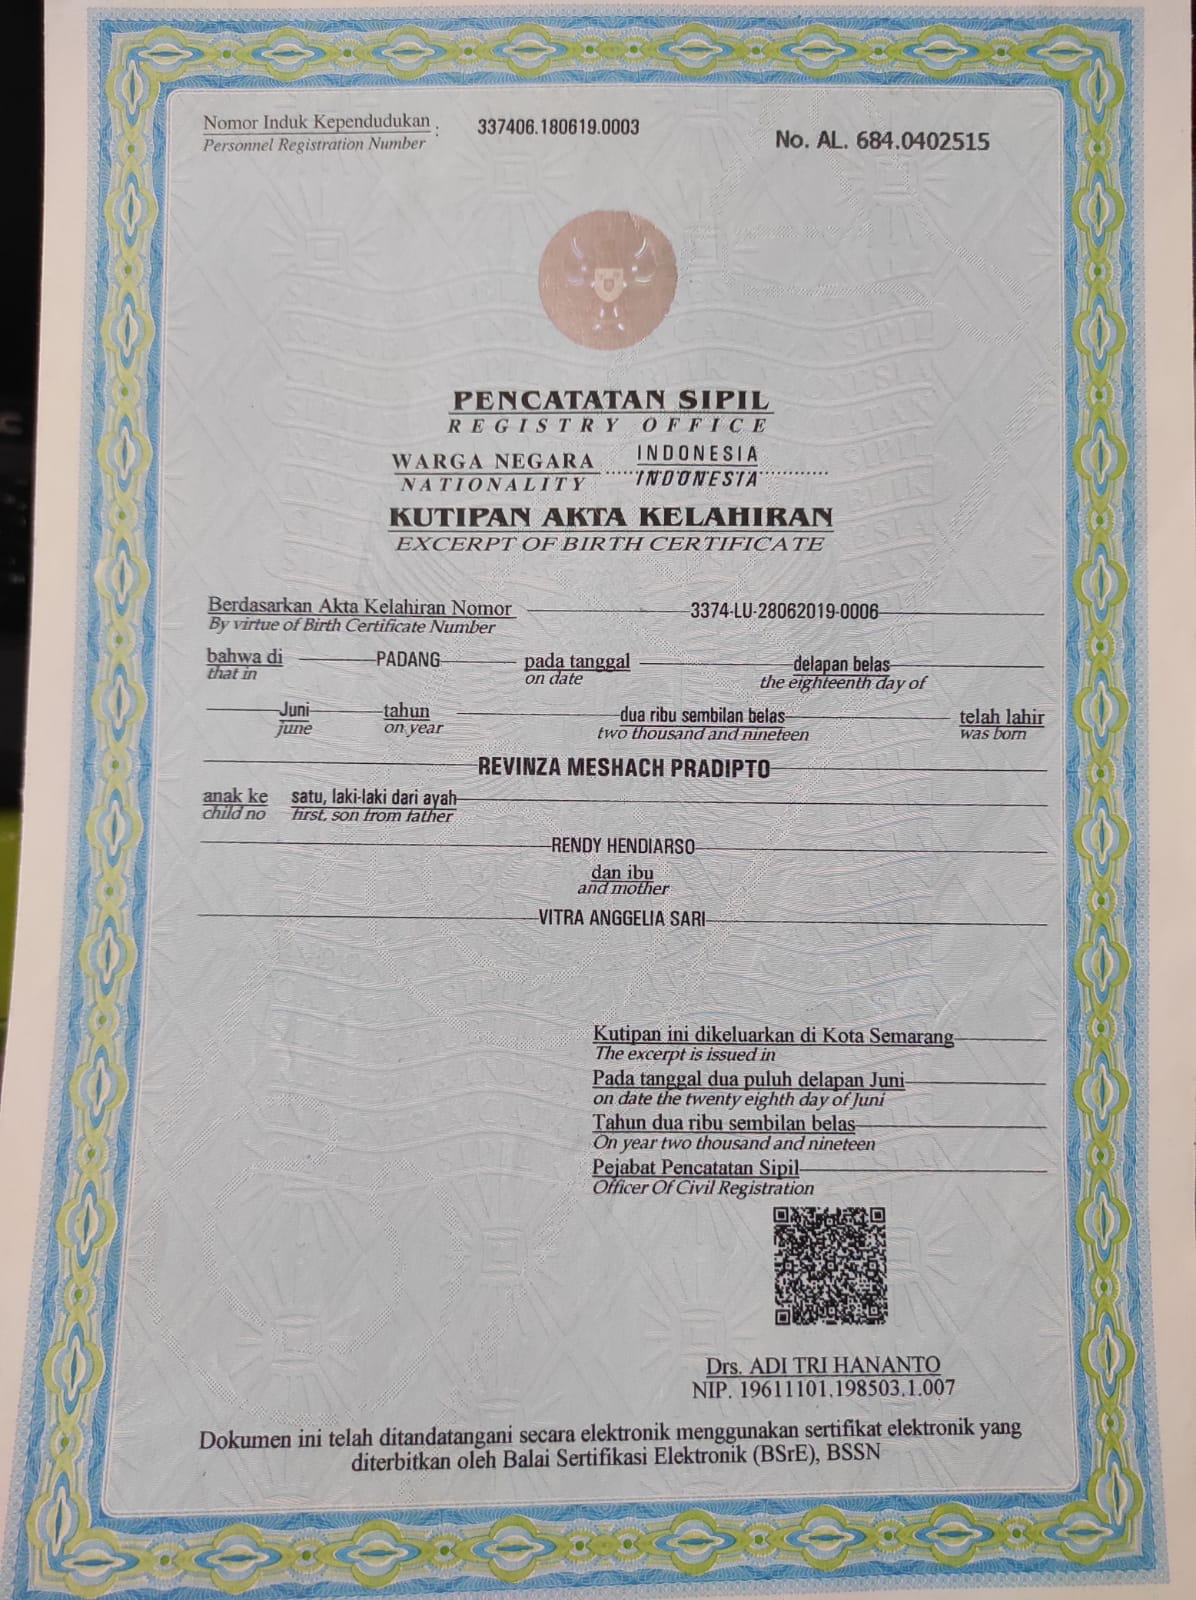 Nomor Induk Kependudukan : 337406.180619.0003
Personnel Registration Number
No. AL. 684.0402515
PENCATATAN SIPIL
REGISTRY OFFICE
WARGA NEGARA INDONESIA
NATIONALITY INDONESIA
KUTIPAN AKTA KELAHIRAN
EXCERPT OF BIRTH CERTIFICATE
Berdasarkan Akta Kelahiran Nomor 3374-LU-28062019-0006
By virtue of Birth Certificate Number
bahwa di PADANG pada tanggal delapan belas
that in on date the eighteenth day of
Juni tahun dua ribu sembilan belas telah lahir
june on year two thousand and nineteen was born
REVINZA MESHACH PRADIPTO
anak ke satu, laki-laki dari ayah
child no first, son from father
RENDY HENDIARSO
dan ibu
and mother
VITRA ANGGELIA SARI
Kutipan ini dikeluarkan di Kota Semarang
The excerpt is issued in
Pada tanggal dua puluh delapan Juni
on date the twenty eighth day of Juni
Tahun dua ribu sembilan belas
On year two thousand and nineteen
Pejabat Pencatatan Sipil
Officer Of Civil Registration
Drs. ADI TRI HANANTO
NIP. 19611101.198503.1.007
Dokumen ini telah ditandatangani secara elektronik menggunakan sertifikat elektronik yang
diterbitkan oleh Balai Sertifikasi Elektronik (BSrE), BSSN